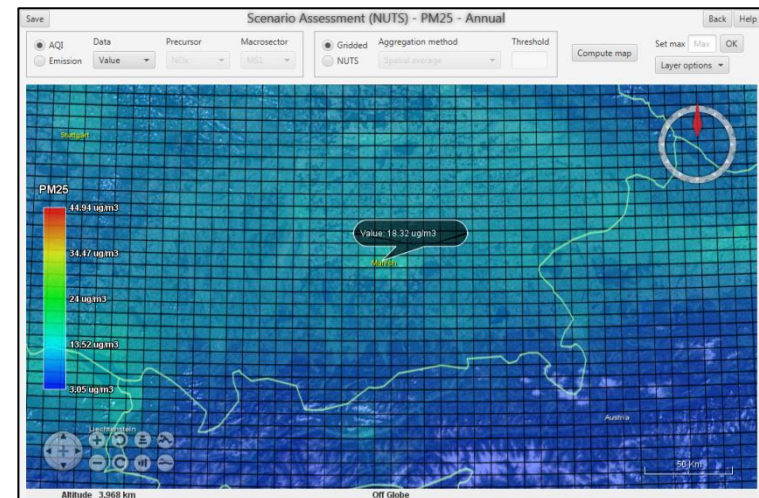 Save Scenario Assessment (NUTS) - PM25 - Annual Back Help
AQI Data Precursor Macrosector Gridded Aggregation method Threshold Set max Max OK
Emission Value NOx MS1 NUTS Spatial average Compute map Layer options
Stuttgart
PM25
44.94 ug/m3
Value: 18.32 ug/m3
34.47 ug/m3
Munich
24 ug/m3
13.52 ug/m3
3.05 ug/m3
Austria
Liechtenstein
50 Km
Altitude 3.968 km Off Globe